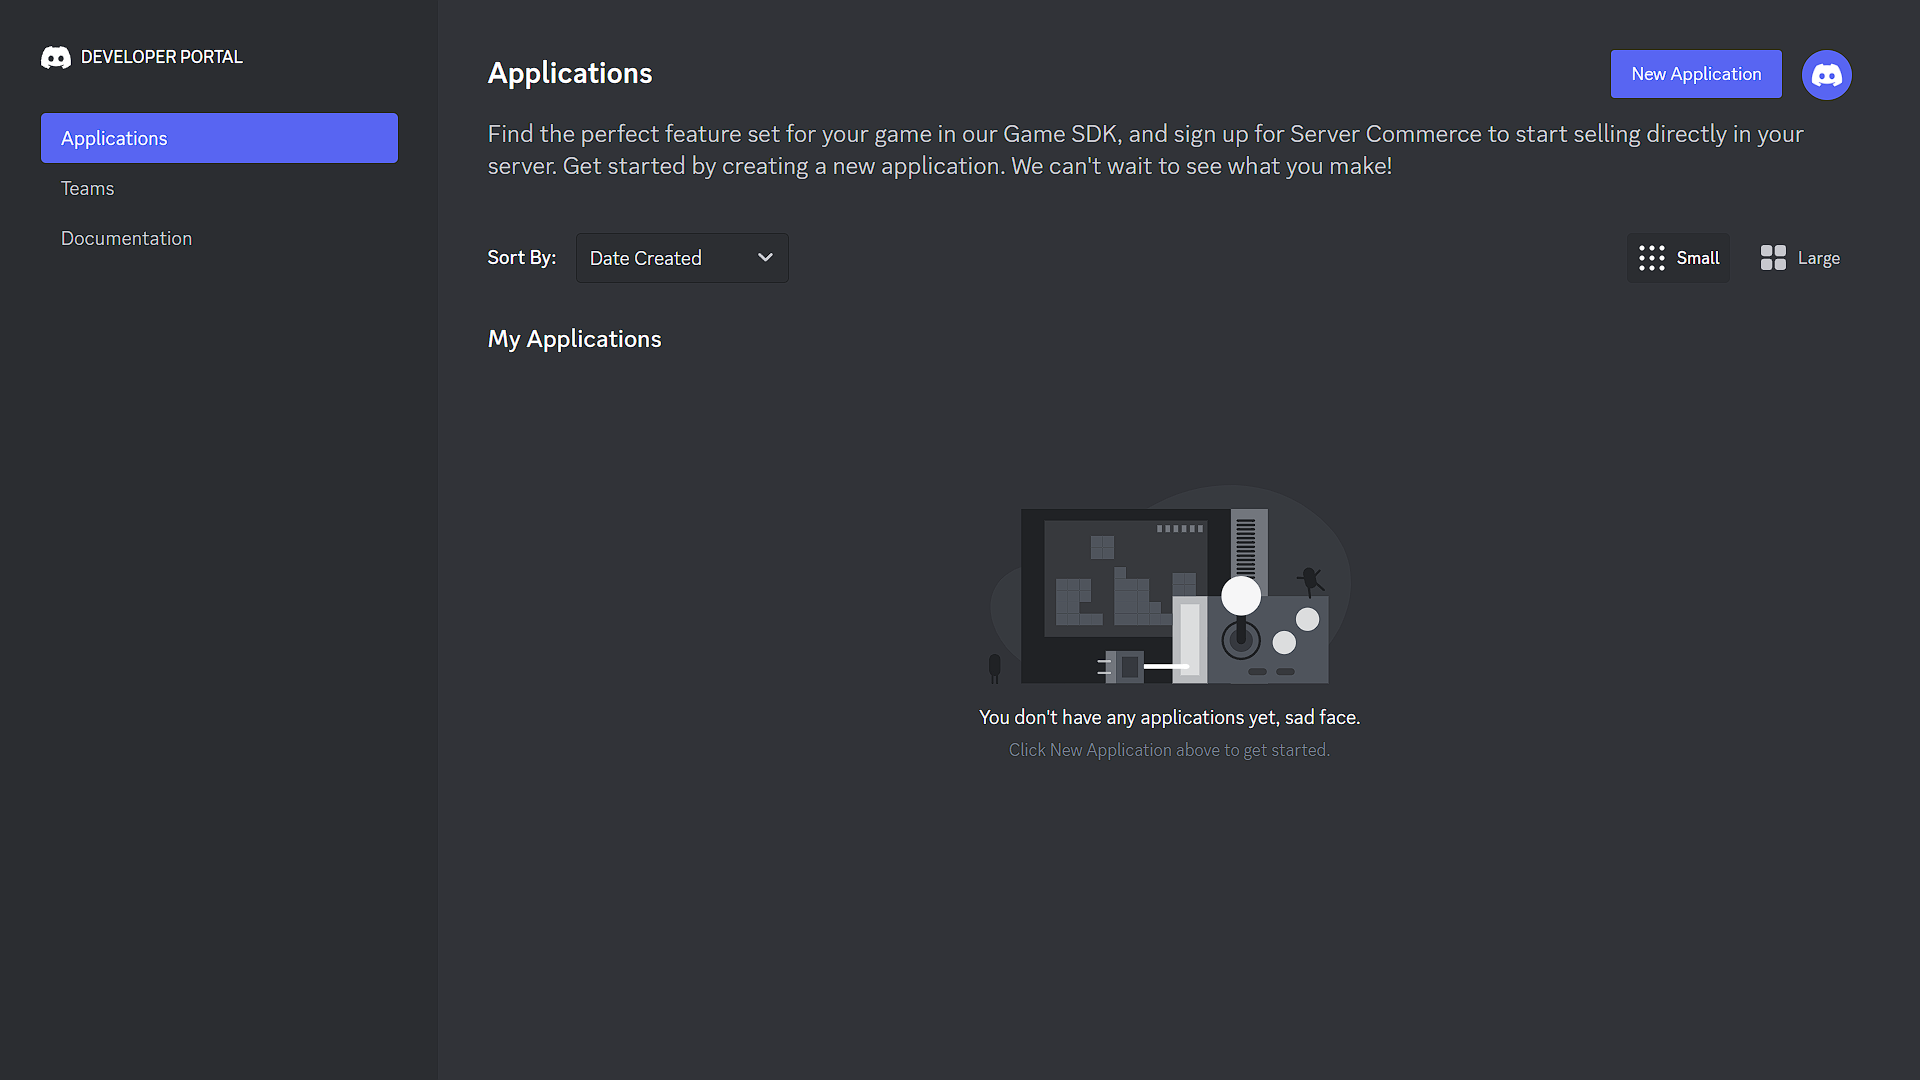 DEVELOPER PORTAL
Applications
Teams
Documentation
Applications
New Application
Find the perfect feature set for your game in our Game SDK, and sign up for Server Commerce to start selling directly in your
server. Get started by creating a new application. We can't wait to see what you make!
Sort By:
Date Created
Small
Large
My Applications
You don't have any applications yet, sad face.
Click New Application above to get started.